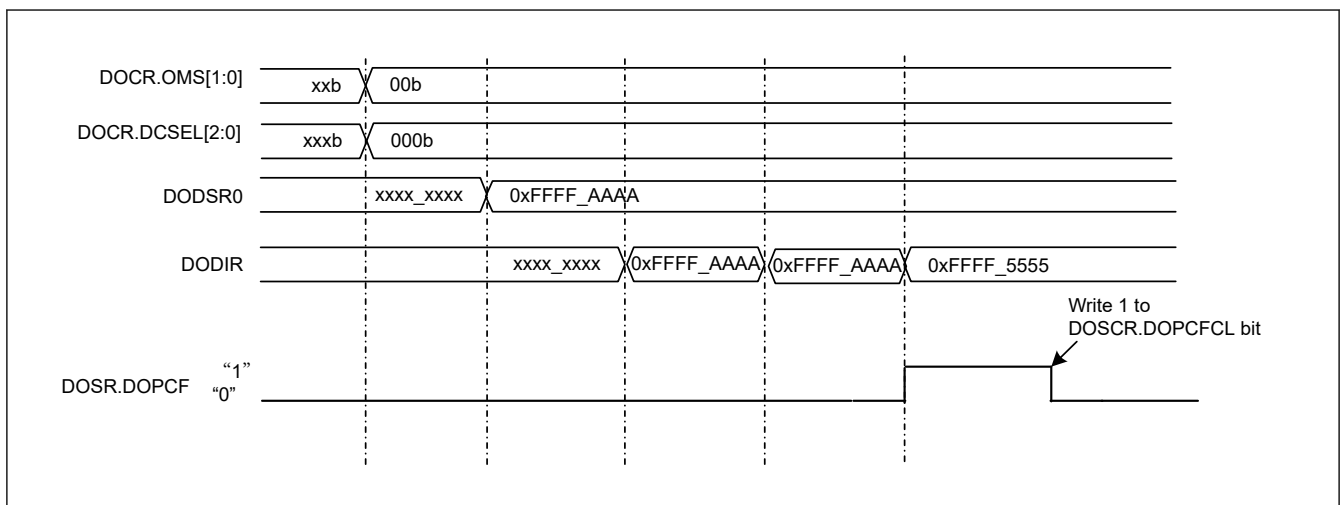 DOCR.OMS[1:0] xxb 00b
DOCR.DCSEL[2:0] xxxb 000b
DODSR0 xxxx_xxxx 0xFFFF_AAAA
DODIR xxxx_xxxx 0xFFFF_AAAA 0xFFFF_AAAA 0xFFFF_5555
Write 1 to
DOSCR.DOPCFCL bit
“1”
DOSR.DOPCF “0”